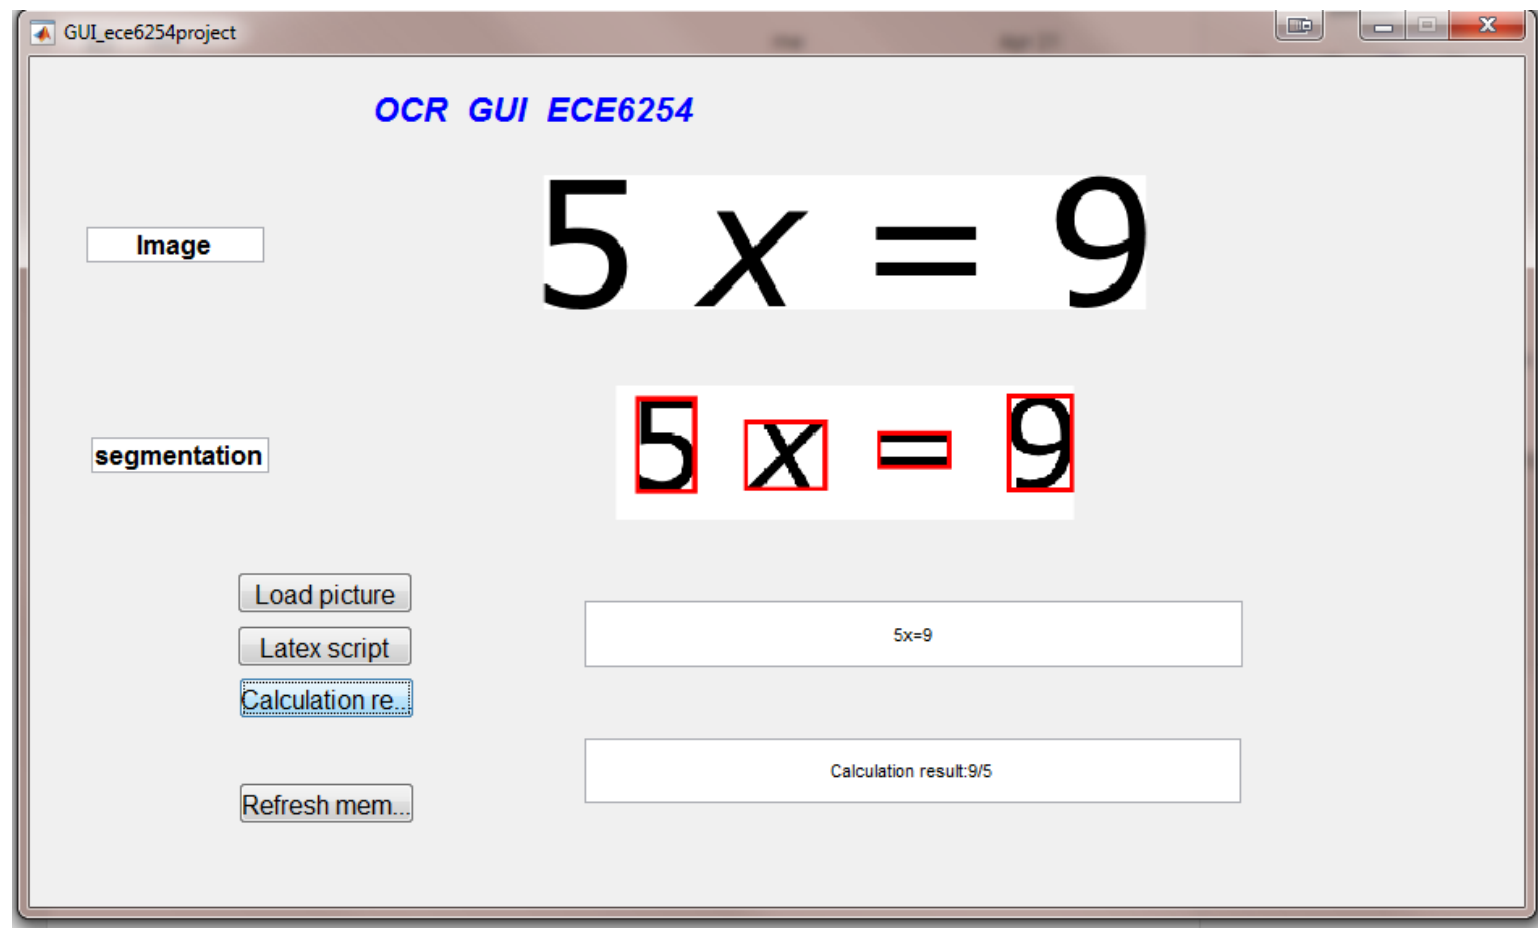 GUI_ece6254project
OCR GUI ECE6254
Image
5 x = 9
segmentation
5 x = 9
Load picture
Latex script
5x=9
Calculation re...
Calculation result:9/5
Refresh mem...